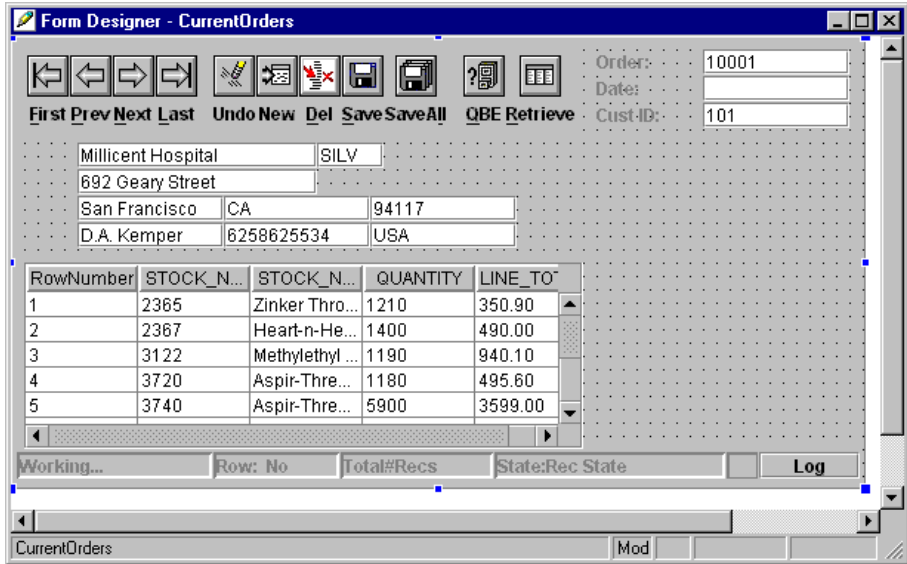 Form Designer - CurrentOrders
First Prev Next Last Undo New Del Save SaveAll QBE Retrieve
Order: 10001
Date:
Cust-ID: 101
Millicent Hospital SILV
692 Geary Street
San Francisco CA 94117
D.A. Kemper 6258625534 USA
RowNumber STOCK_N... STOCK_N... QUANTITY LINE_TOT
1 2365 Zinker Thro... 1210 350.90
2 2367 Heart-n-He... 1400 490.00
3 3122 Methylethyl ... 1190 940.10
4 3720 Aspir-Thre... 1180 495.60
5 3740 Aspir-Thre... 5900 3599.00
Working... Row: No Total#Recs State:Rec State Log
CurrentOrders Mod